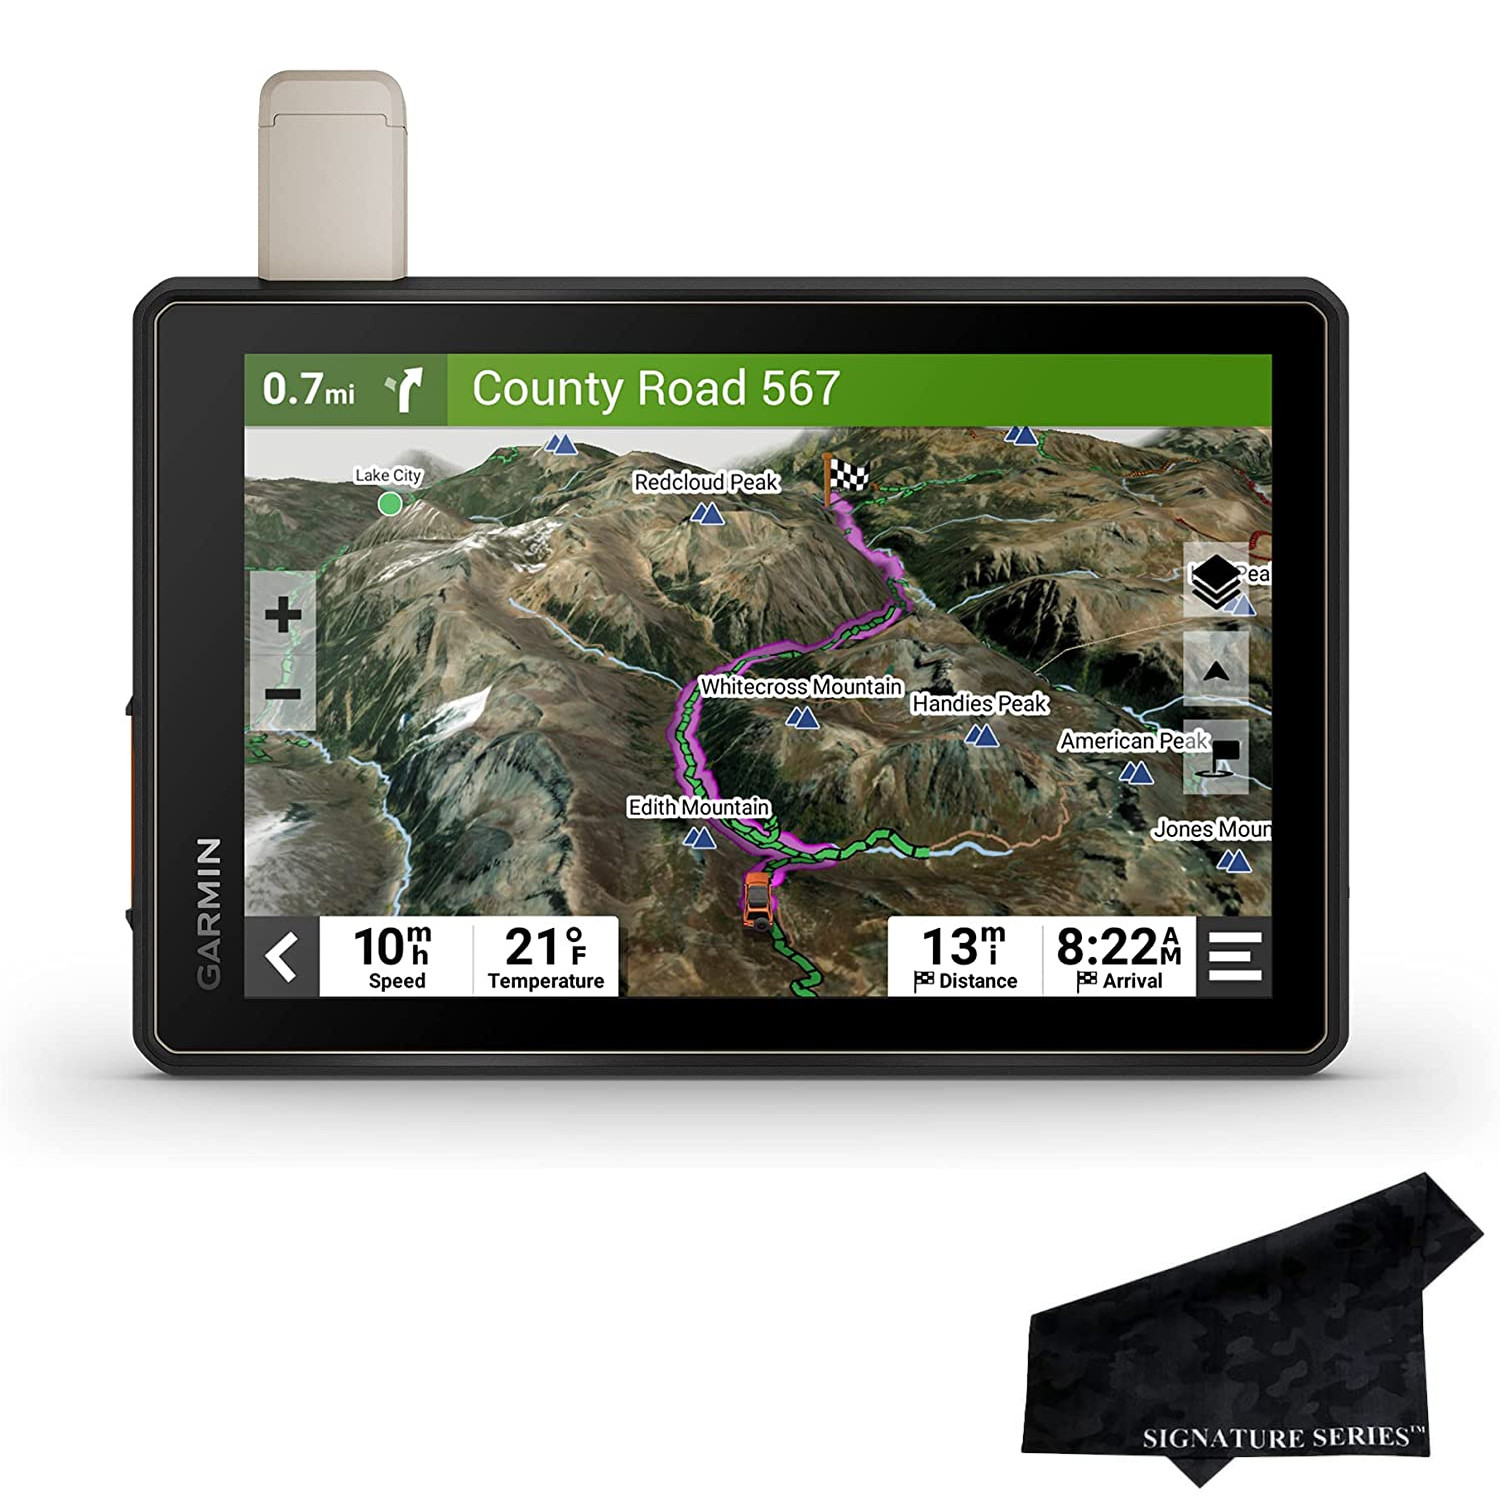 0.7mi
County Road 567
Lake City
Redcloud Peak
Whitecross Mountain
Handies Peak
American Peak
Edith Mountain
Jones Moun
GARMIN
10mh
Speed
21°F
Temperature
13mi
Distance
8:22AM
Arrival
SIGNATURE SERIES™